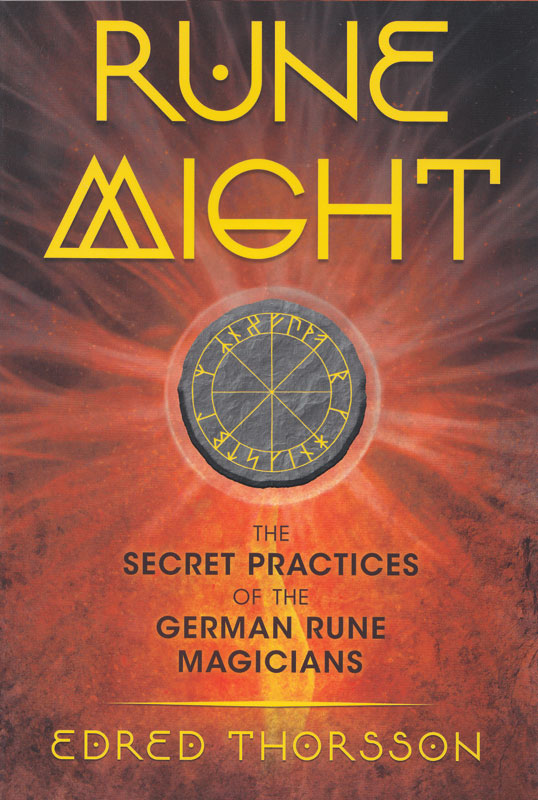 RUNE
MIGHT
THE
SECRET PRACTICES
OF THE
GERMAN RUNE
MAGICIANS
EDRED THORSSON